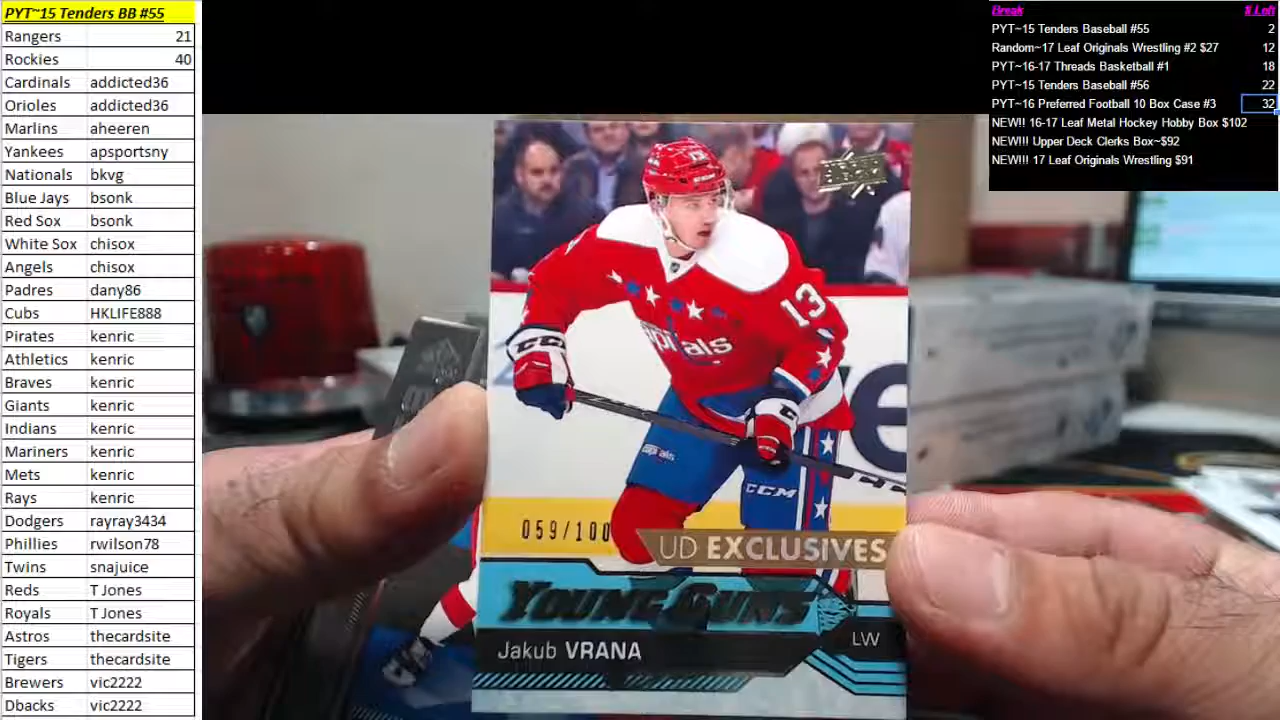 PYT~15 Tenders BB #55
Rangers 21
Rockies 40
Cardinals addicted36
Orioles addicted36
Marlins aheeren
Yankees apsportsny
Nationals bkvg
Blue Jays bsonk
Red Sox bsonk
White Sox chisox
Angels chisox
Padres dany86
Cubs HKLIFE888
Pirates kenric
Athletics kenric
Braves kenric
Giants kenric
Indians kenric
Mariners kenric
Mets kenric
Rays kenric
Dodgers rayray3434
Phillies rwilson78
Twins snajuice
Reds T Jones
Royals T Jones
Astros thecardsite
Tigers thecardsite
Brewers vic2222
Dbacks vic2222
Break # Left
PYT~15 Tenders Baseball #55 2
Random~17 Leaf Originals Wrestling #2 $27 12
PYT~16-17 Threads Basketball #1 18
PYT~15 Tenders Baseball #56 22
PYT~16 Preferred Football 10 Box Case #3 32
NEW!! 16-17 Leaf Metal Hockey Hobby Box $102
NEW!!! Upper Deck Clerks Box~$92
NEW!!! 17 Leaf Originals Wrestling $91
13
CCM
CCM
059/100
UD EXCLUSIVES
YOUNG GUNS
Jakub VRANA
LW